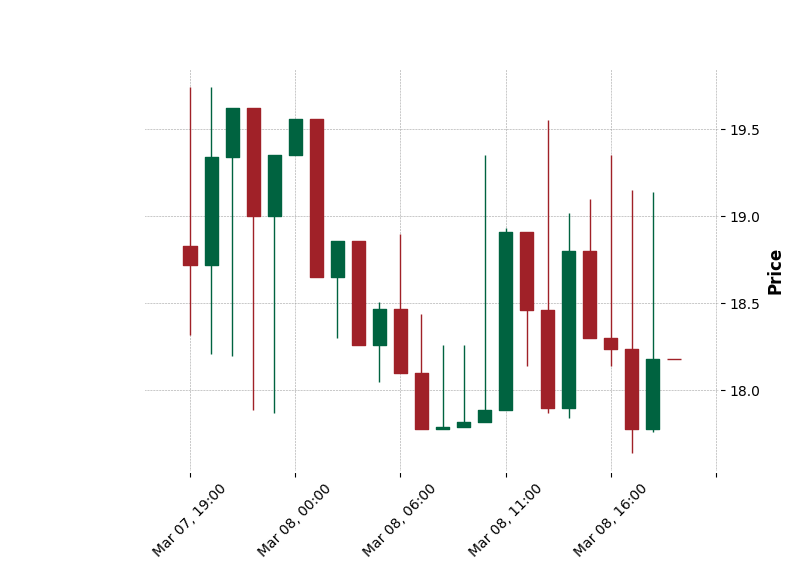 19.5
19.0
18.5
18.0
Price
Mar 07, 19:00
Mar 08, 00:00
Mar 08, 06:00
Mar 08, 11:00
Mar 08, 16:00